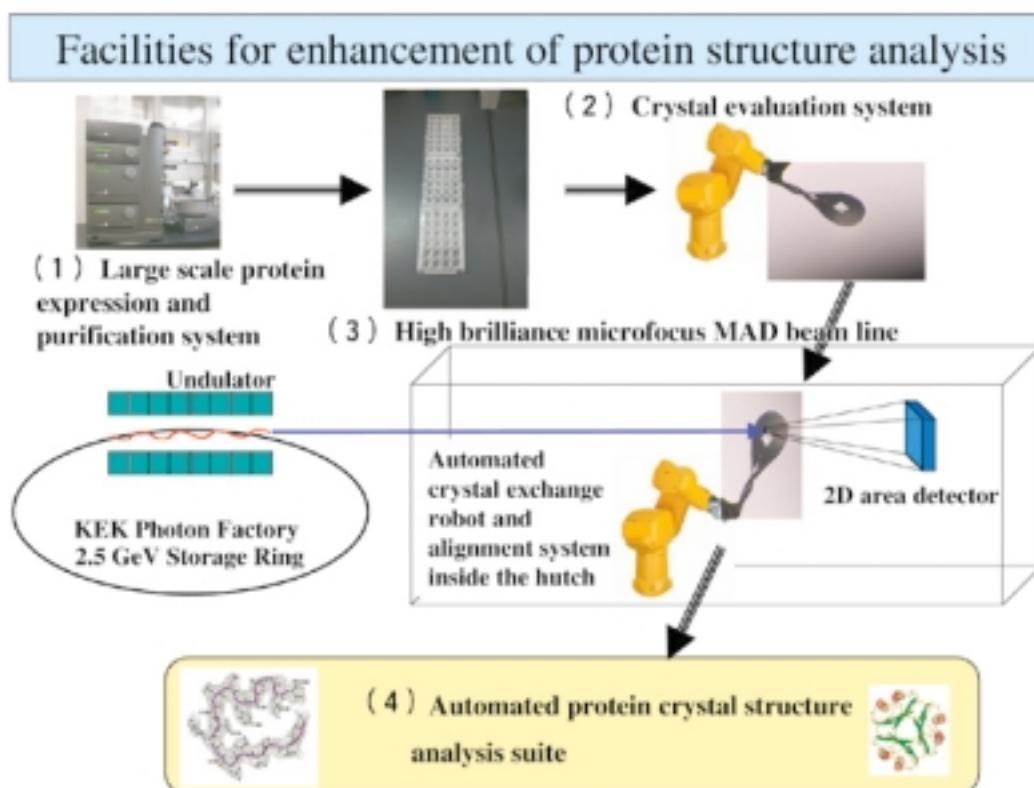 Facilities for enhancement of protein structure analysis
(2) Crystal evaluation system
(1) Large scale protein
expression and
purification system
(3) High brilliance microfocus MAD beam line
Undulator
KEK Photon Factory
2.5 GeV Storage Ring
Automated
crystal exchange
robot and
alignment system
inside the hutch
2D area detector
(4) Automated protein crystal structure
analysis suite